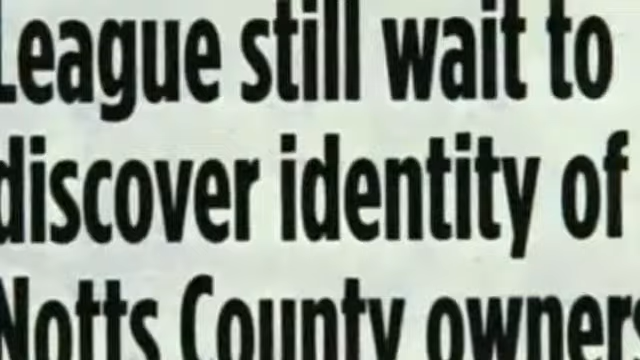 League still wait to
discover identity of
Notts County owners